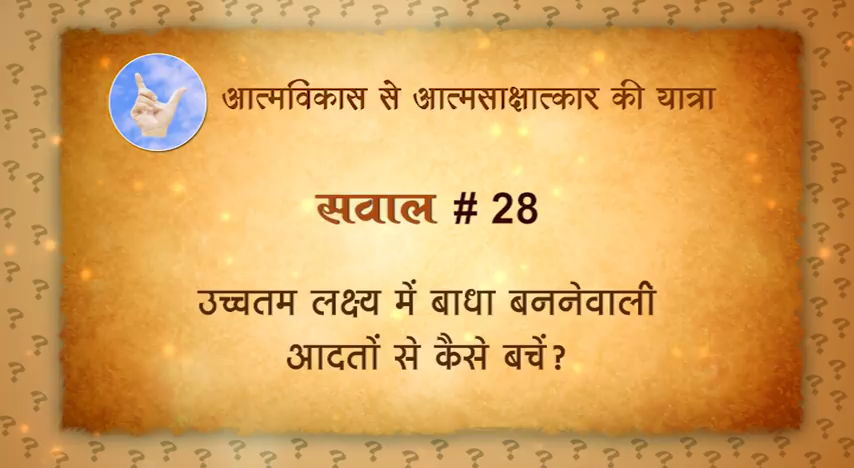 आत्मविकास से आत्मसाक्षात्कार की यात्रा
सवाल # 28
उच्चतम लक्ष्य में बाधा बननेवाली
आदतों से कैसे बचें?